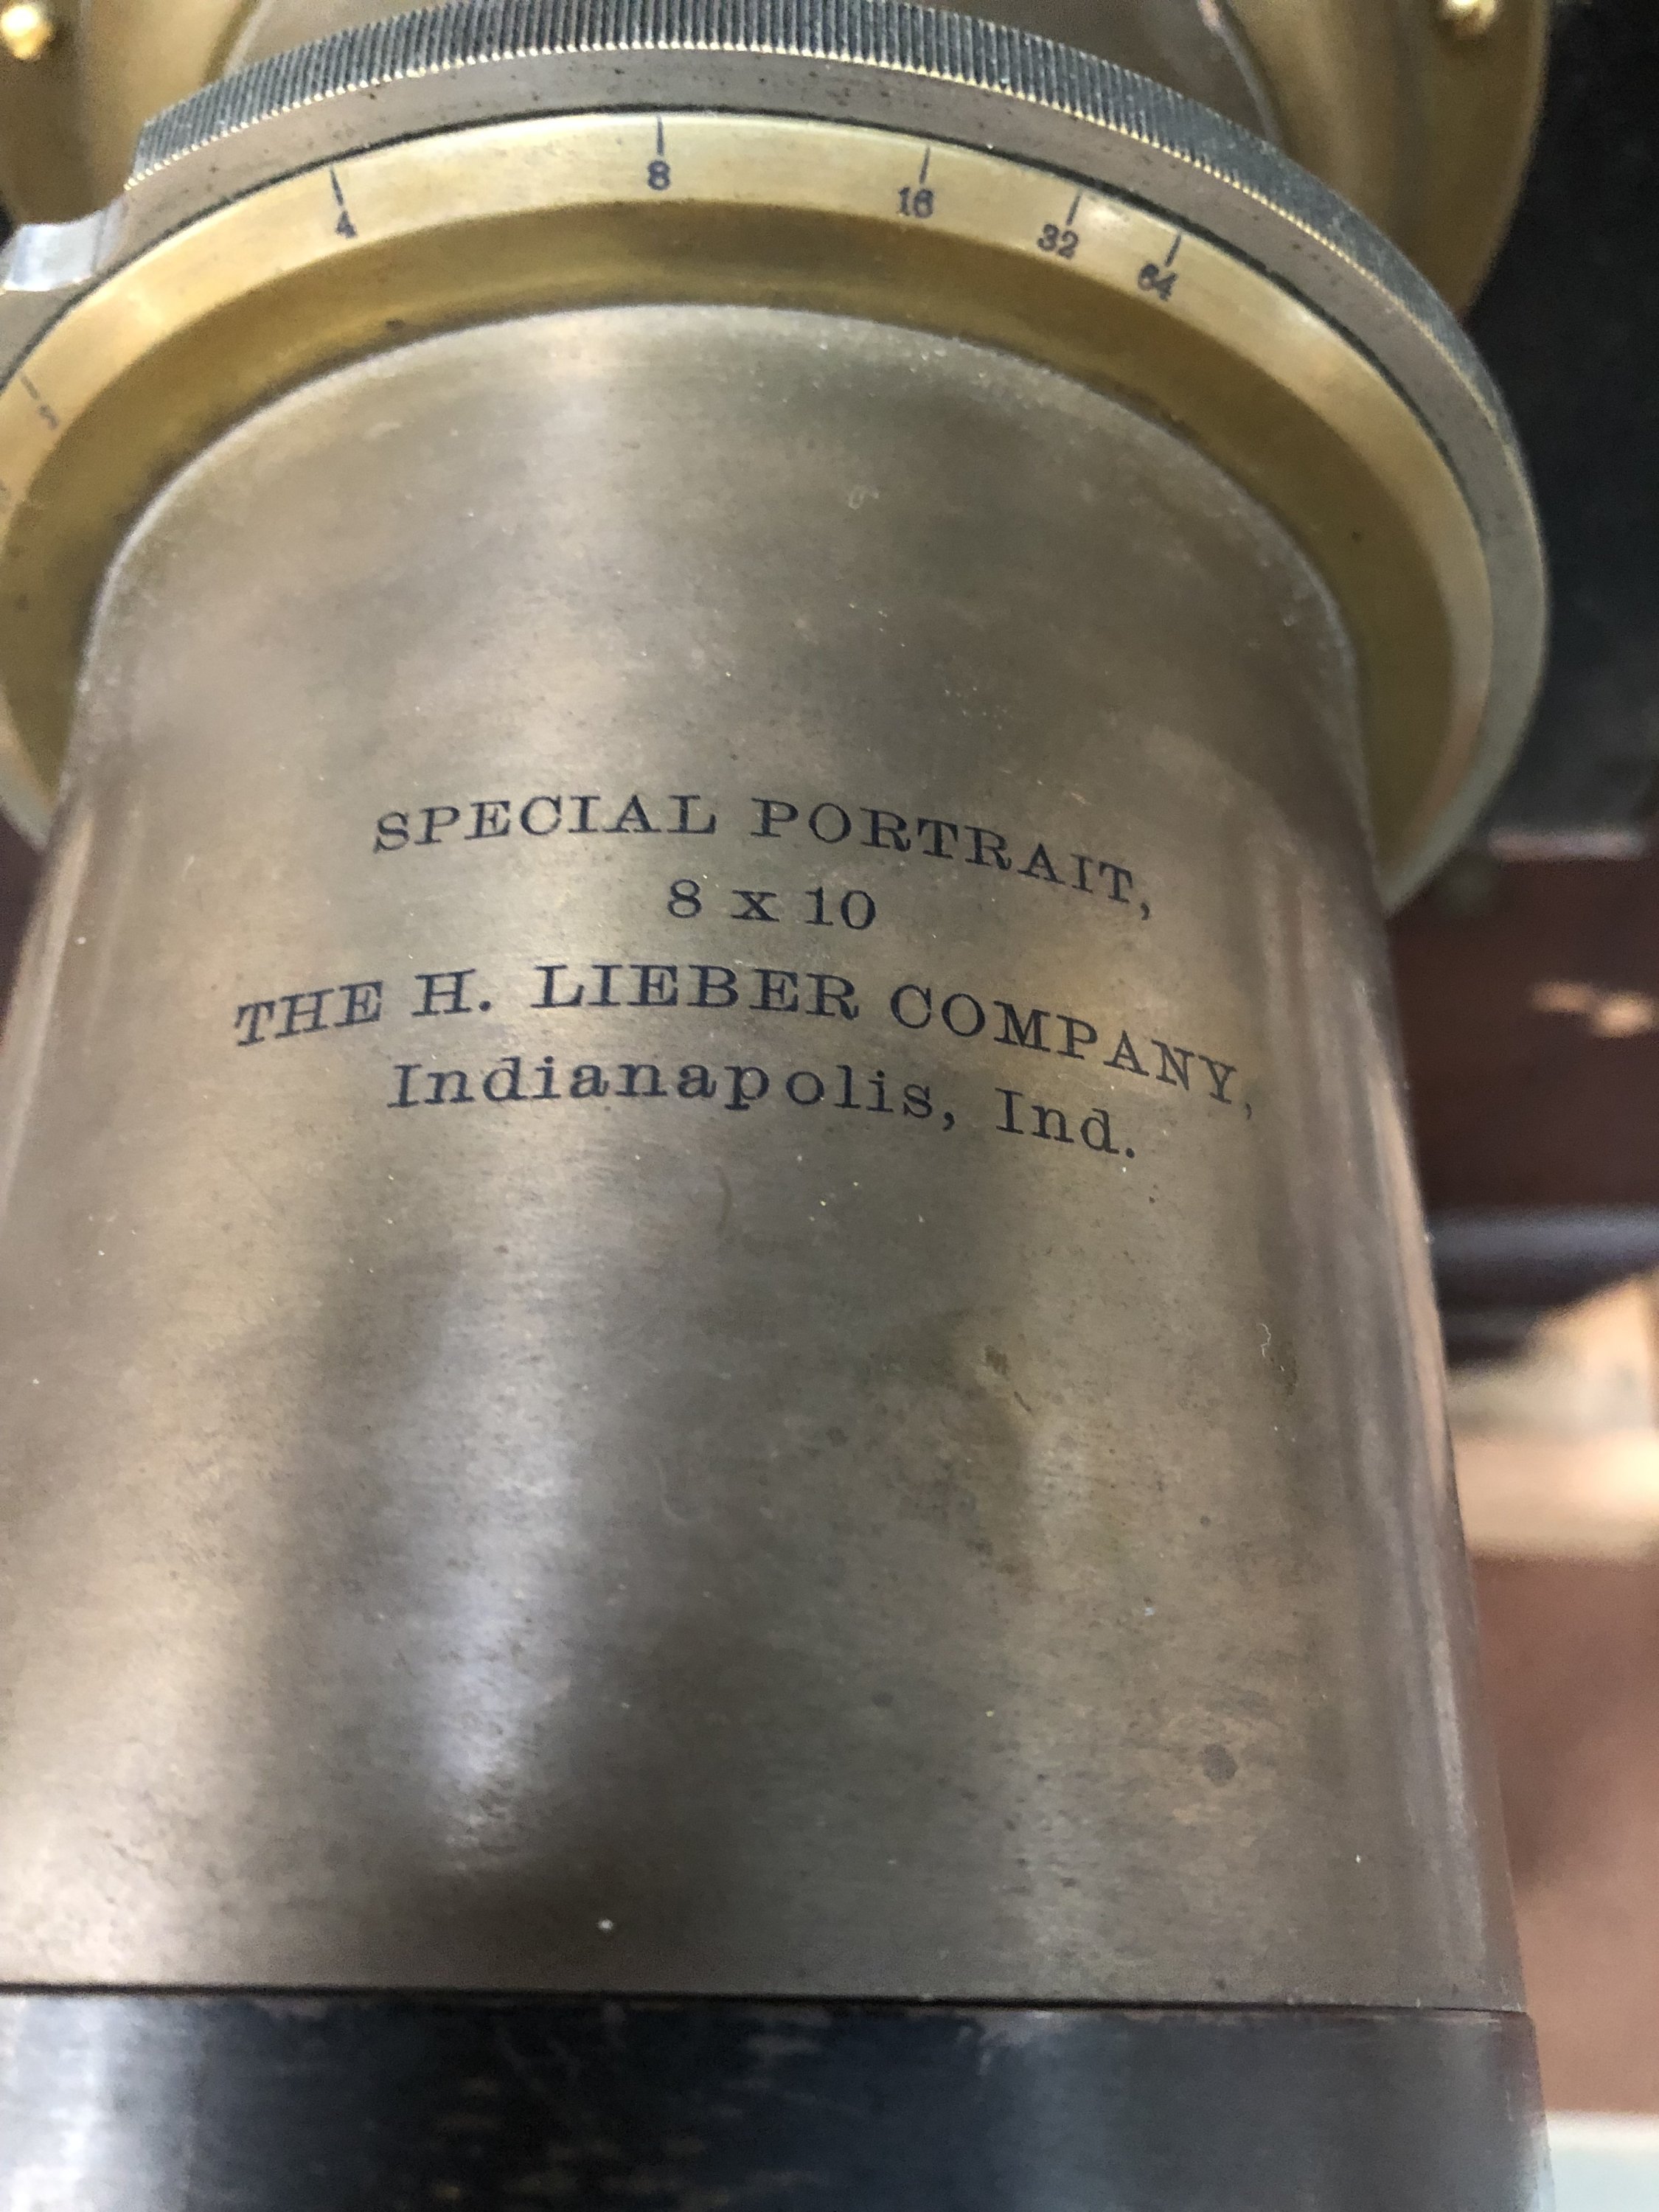 4 8 16 32 64
SPECIAL PORTRAIT,
8 x 10
THE H. LIEBER COMPANY,
Indianapolis, Ind.